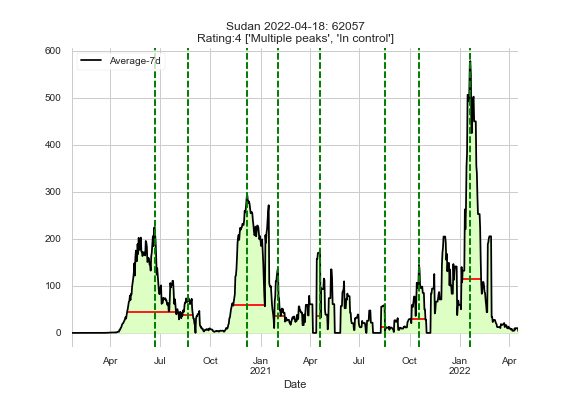 Sudan 2022-04-18: 62057
Rating:4 ['Multiple peaks', 'In control']
Average-7d
600
500
400
300
200
100
0
Apr Jul Oct Jan Apr Jul Oct Jan Apr
2021 2022
Date